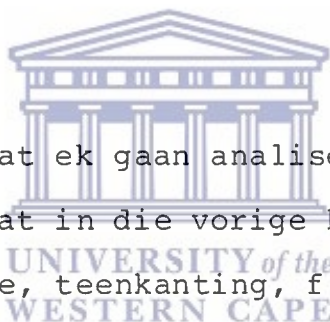 at ek gaan analise
at in die vorige h
UNIVERSITY of the
e, teenkanting, f
WESTERN CAPE